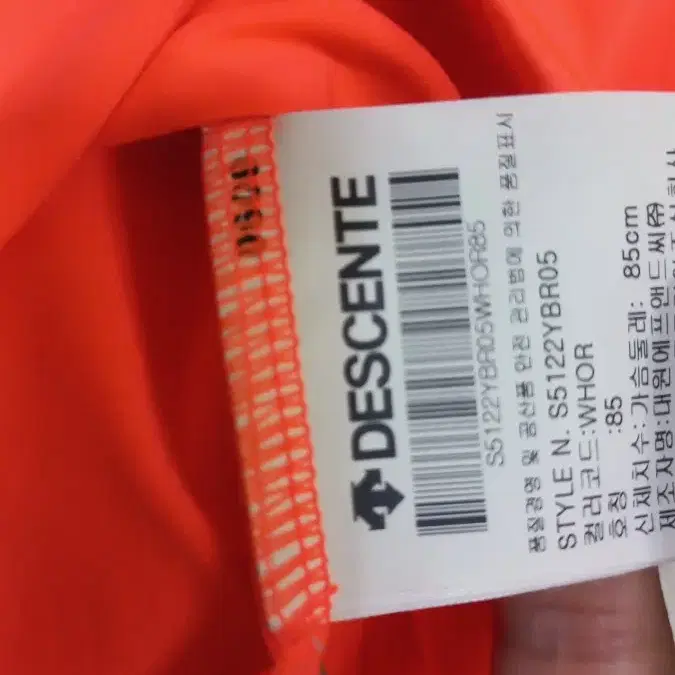 DESCENTE
S5122YBR05WHOR85
품질경영 및 공산품 안전 관리법에 의한 품질표시
STYLE N. S5122YBR05
컬러코드:WHOR
호칭 :85
신체치수:가슴둘레: 85cm
제조자명:대원에프앤드씨㈜